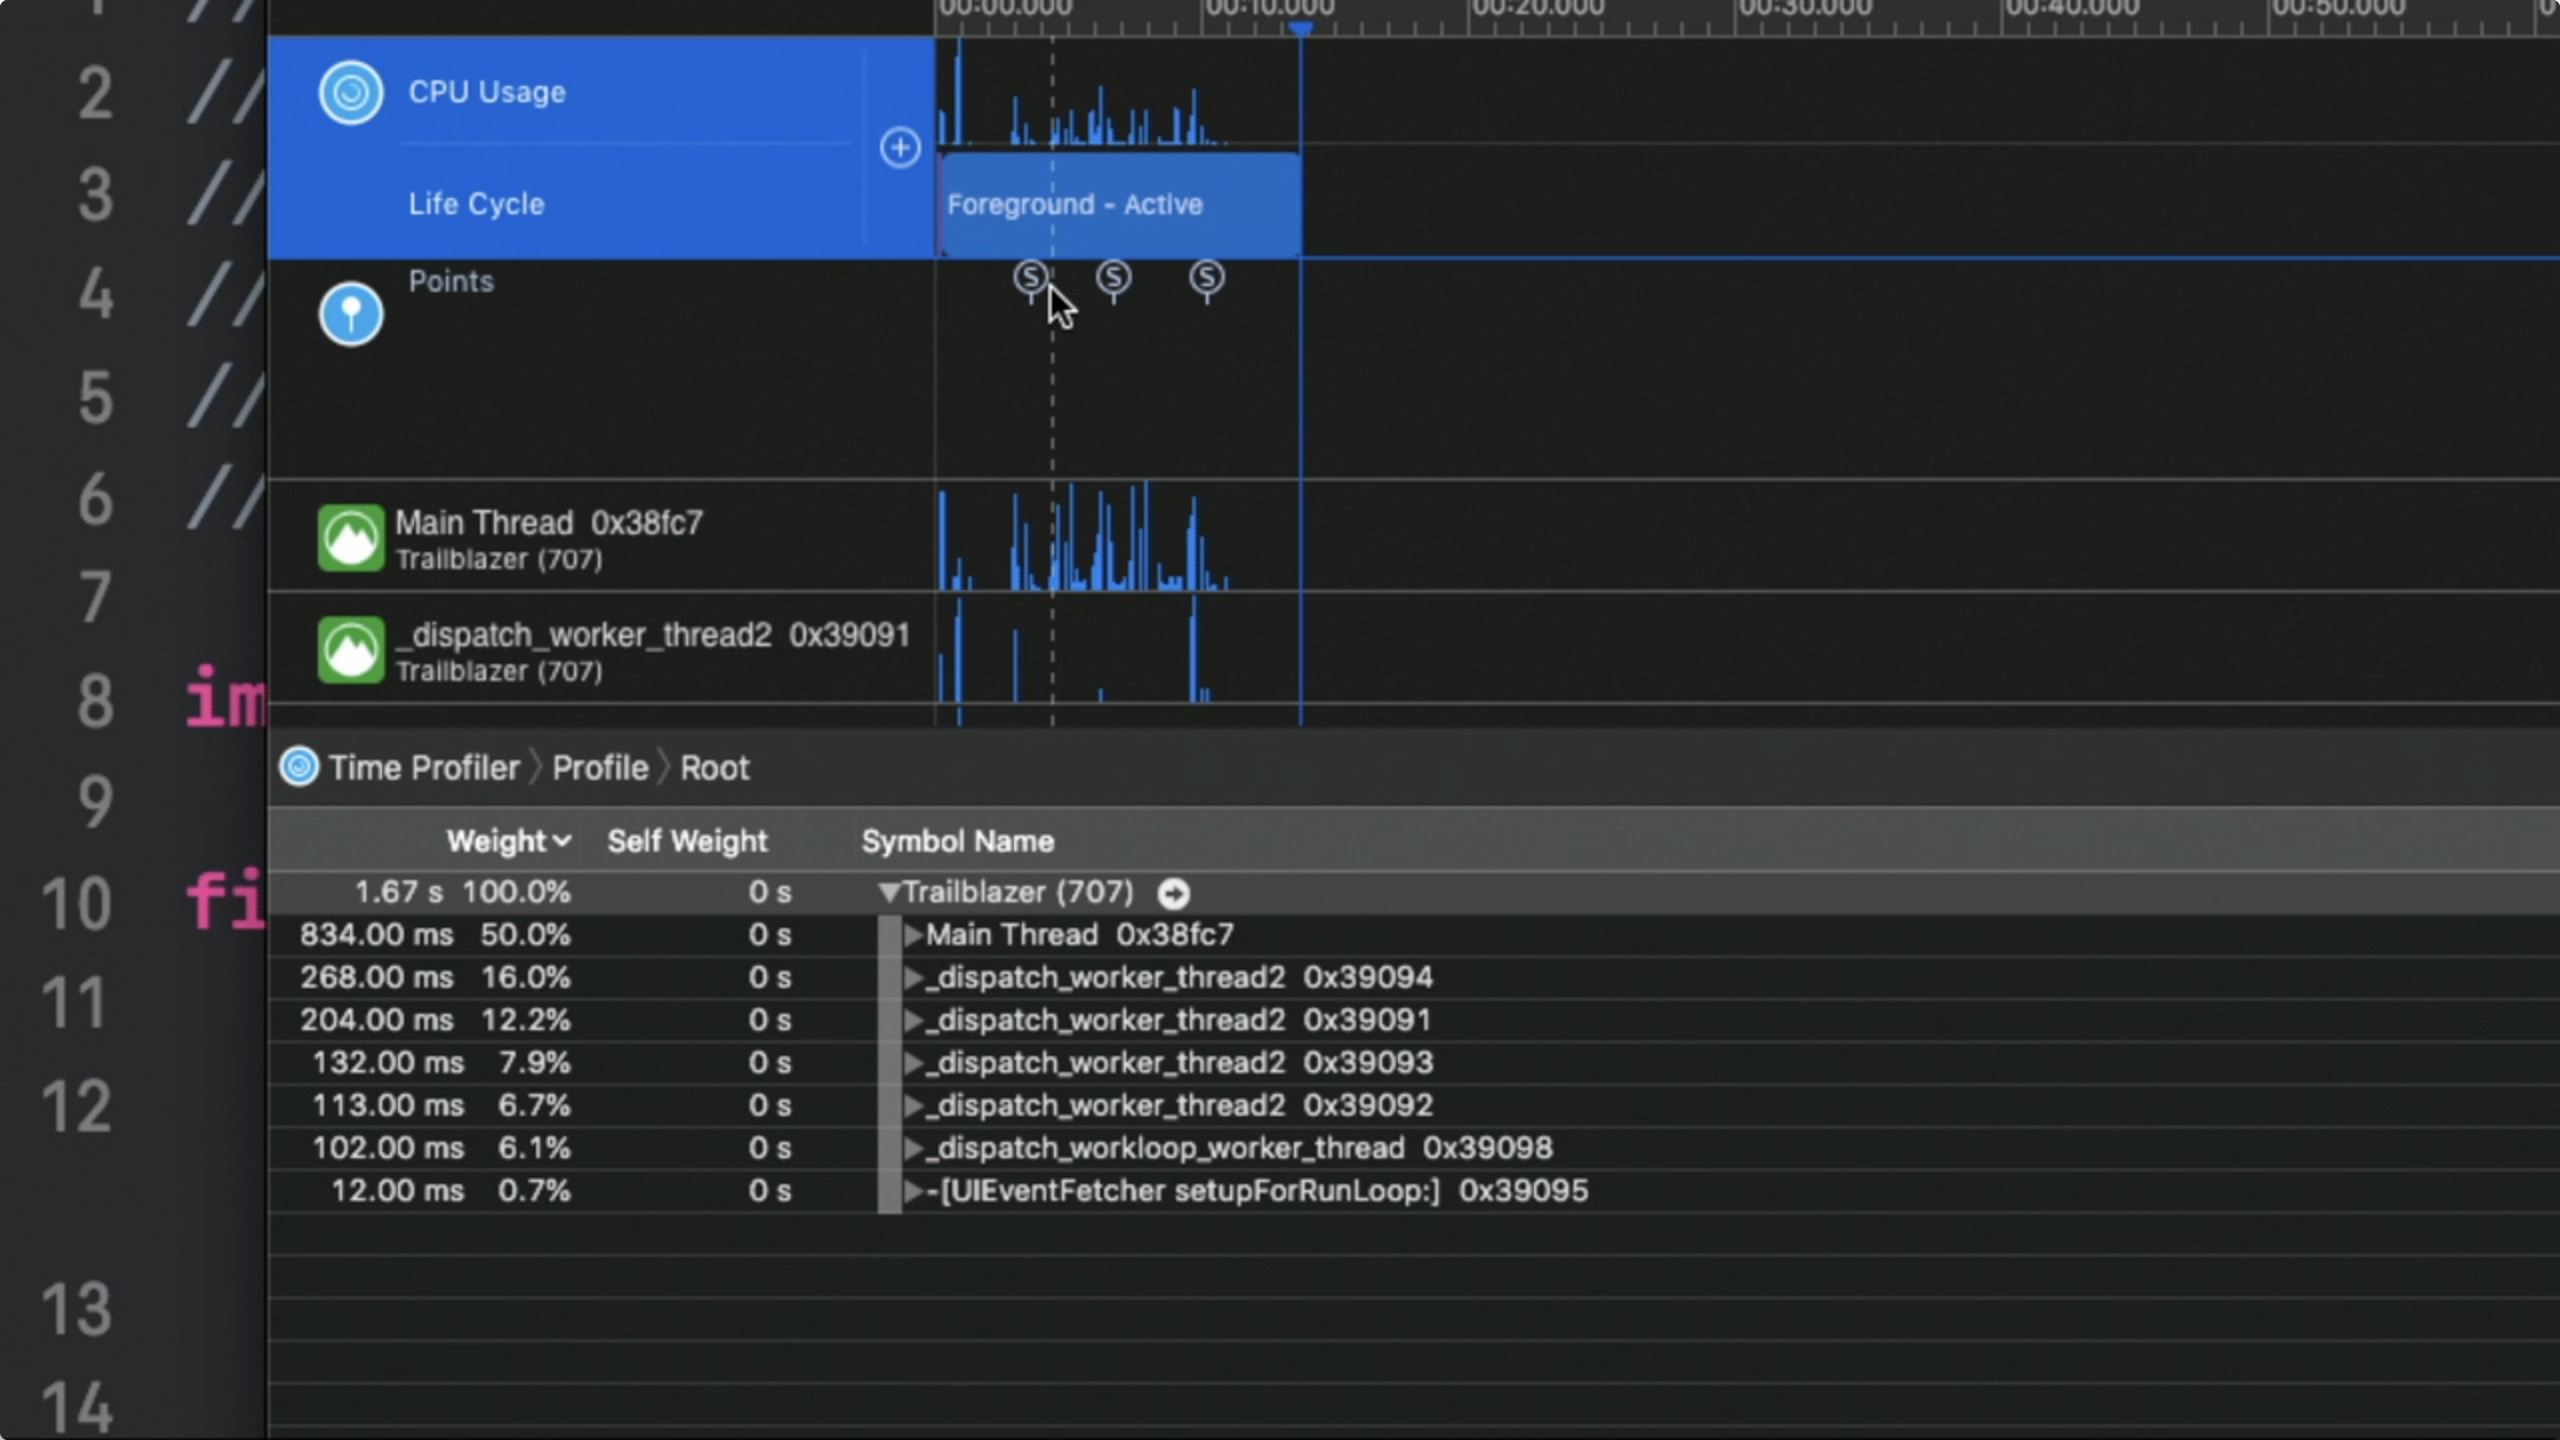 00:00.000 00:10.000 00:20.000 00:30.000 00:40.000 00:50.000
2 //
CPU Usage
3 //
Life Cycle
Foreground - Active
4 //
Points
S S S
5 //
6 //
Main Thread 0x38fc7
Trailblazer (707)
7
_dispatch_worker_thread2 0x39091
Trailblazer (707)
8 im
9
Time Profiler Profile Root
Weight Self Weight Symbol Name
10 fi
1.67 s 100.0% 0 s Trailblazer (707)
834.00 ms 50.0% 0 s Main Thread 0x38fc7
268.00 ms 16.0% 0 s _dispatch_worker_thread2 0x39094
11
204.00 ms 12.2% 0 s _dispatch_worker_thread2 0x39091
132.00 ms 7.9% 0 s _dispatch_worker_thread2 0x39093
12
113.00 ms 6.7% 0 s _dispatch_worker_thread2 0x39092
102.00 ms 6.1% 0 s _dispatch_workloop_worker_thread 0x39098
12.00 ms 0.7% 0 s -[UIEventFetcher setupForRunLoop:] 0x39095
13
14